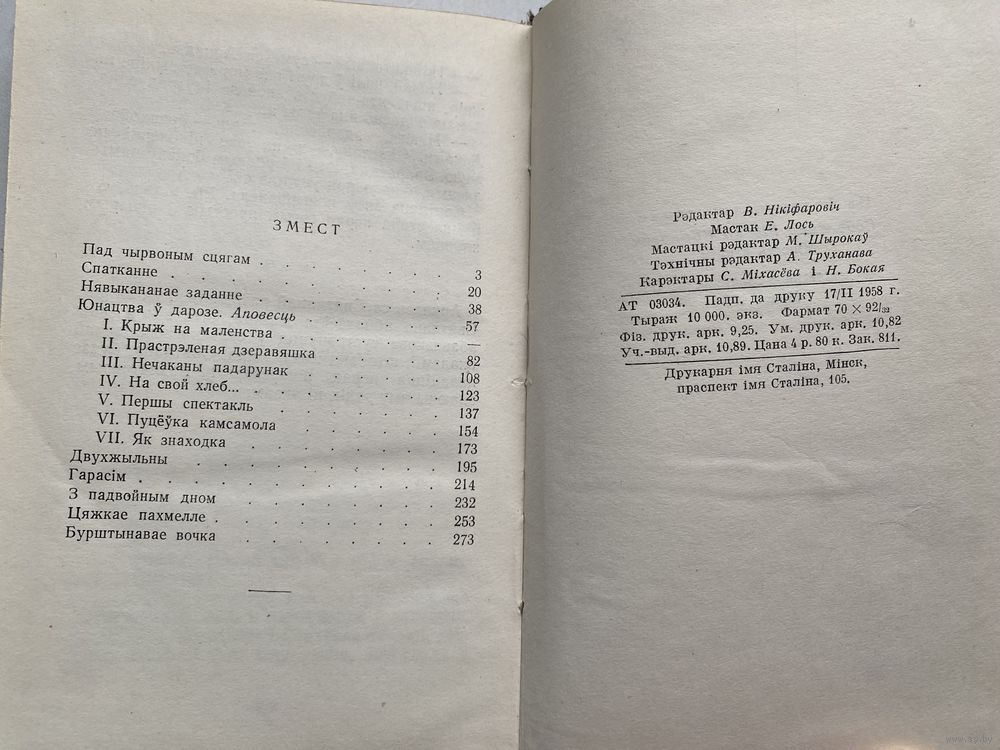 ЗМЕСТ
Пад чырвоным сцягам . . . . . . . 3
Спатканне . . . . . . . . . 20
Нявыкананае заданне . . . . . . . 38
Юнацтва ў дарозе. Аповесць . . . . . . 57
I. Крыж на маленства . . . . . . . —
II. Прастрэленая дзеравяшка . . . . . 82
III. Нечаканы падарунак . . . . . . 108
IV. На свой хлеб... . . . . . . . 123
V. Першы спектакль . . . . . . 137
VI. Пуцёўка камсамола . . . . . . 154
VII. Як знаходка . . . . . . . 173
Двухжыльны . . . . . . . . 195
Гарасім . . . . . . . . . . 214
З падвойным дном . . . . . . . 232
Цяжкае пахмелле . . . . . . . . 253
Бурштынавае вочка . . . . . . . 273
Рэдактар В. Нікіфаровіч
Мастак Е. Лось
Мастацкі рэдактар М. Шырокаў
Тэхнічны рэдактар А. Труханава
Карэктары С. Міхасёва і Н. Бокая
АТ 03034. Падп. да друку 17/II 1958 г.
Тыраж 10 000. экз. Фармат 70 × 92/32
Фіз. друк. арк. 9,25. Ум. друк. арк. 10,82
Уч.-выд. арк. 10,89. Цана 4 р. 80 к. Зак. 811.
Друкарня імя Сталіна, Мінск,
праспект імя Сталіна, 105.
www.ay.by